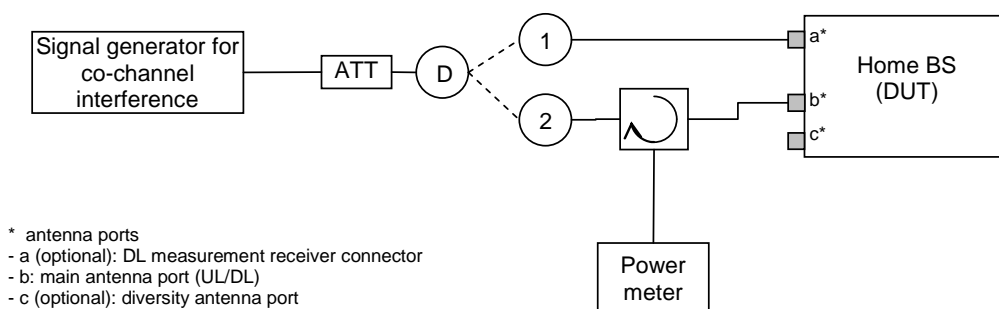 Signal generator for
co-channel
interference
ATT
D
1
2
a*
b*
c*
Home BS
(DUT)
Power
meter
* antenna ports
- a (optional): DL measurement receiver connector
- b: main antenna port (UL/DL)
- c (optional): diversity antenna port